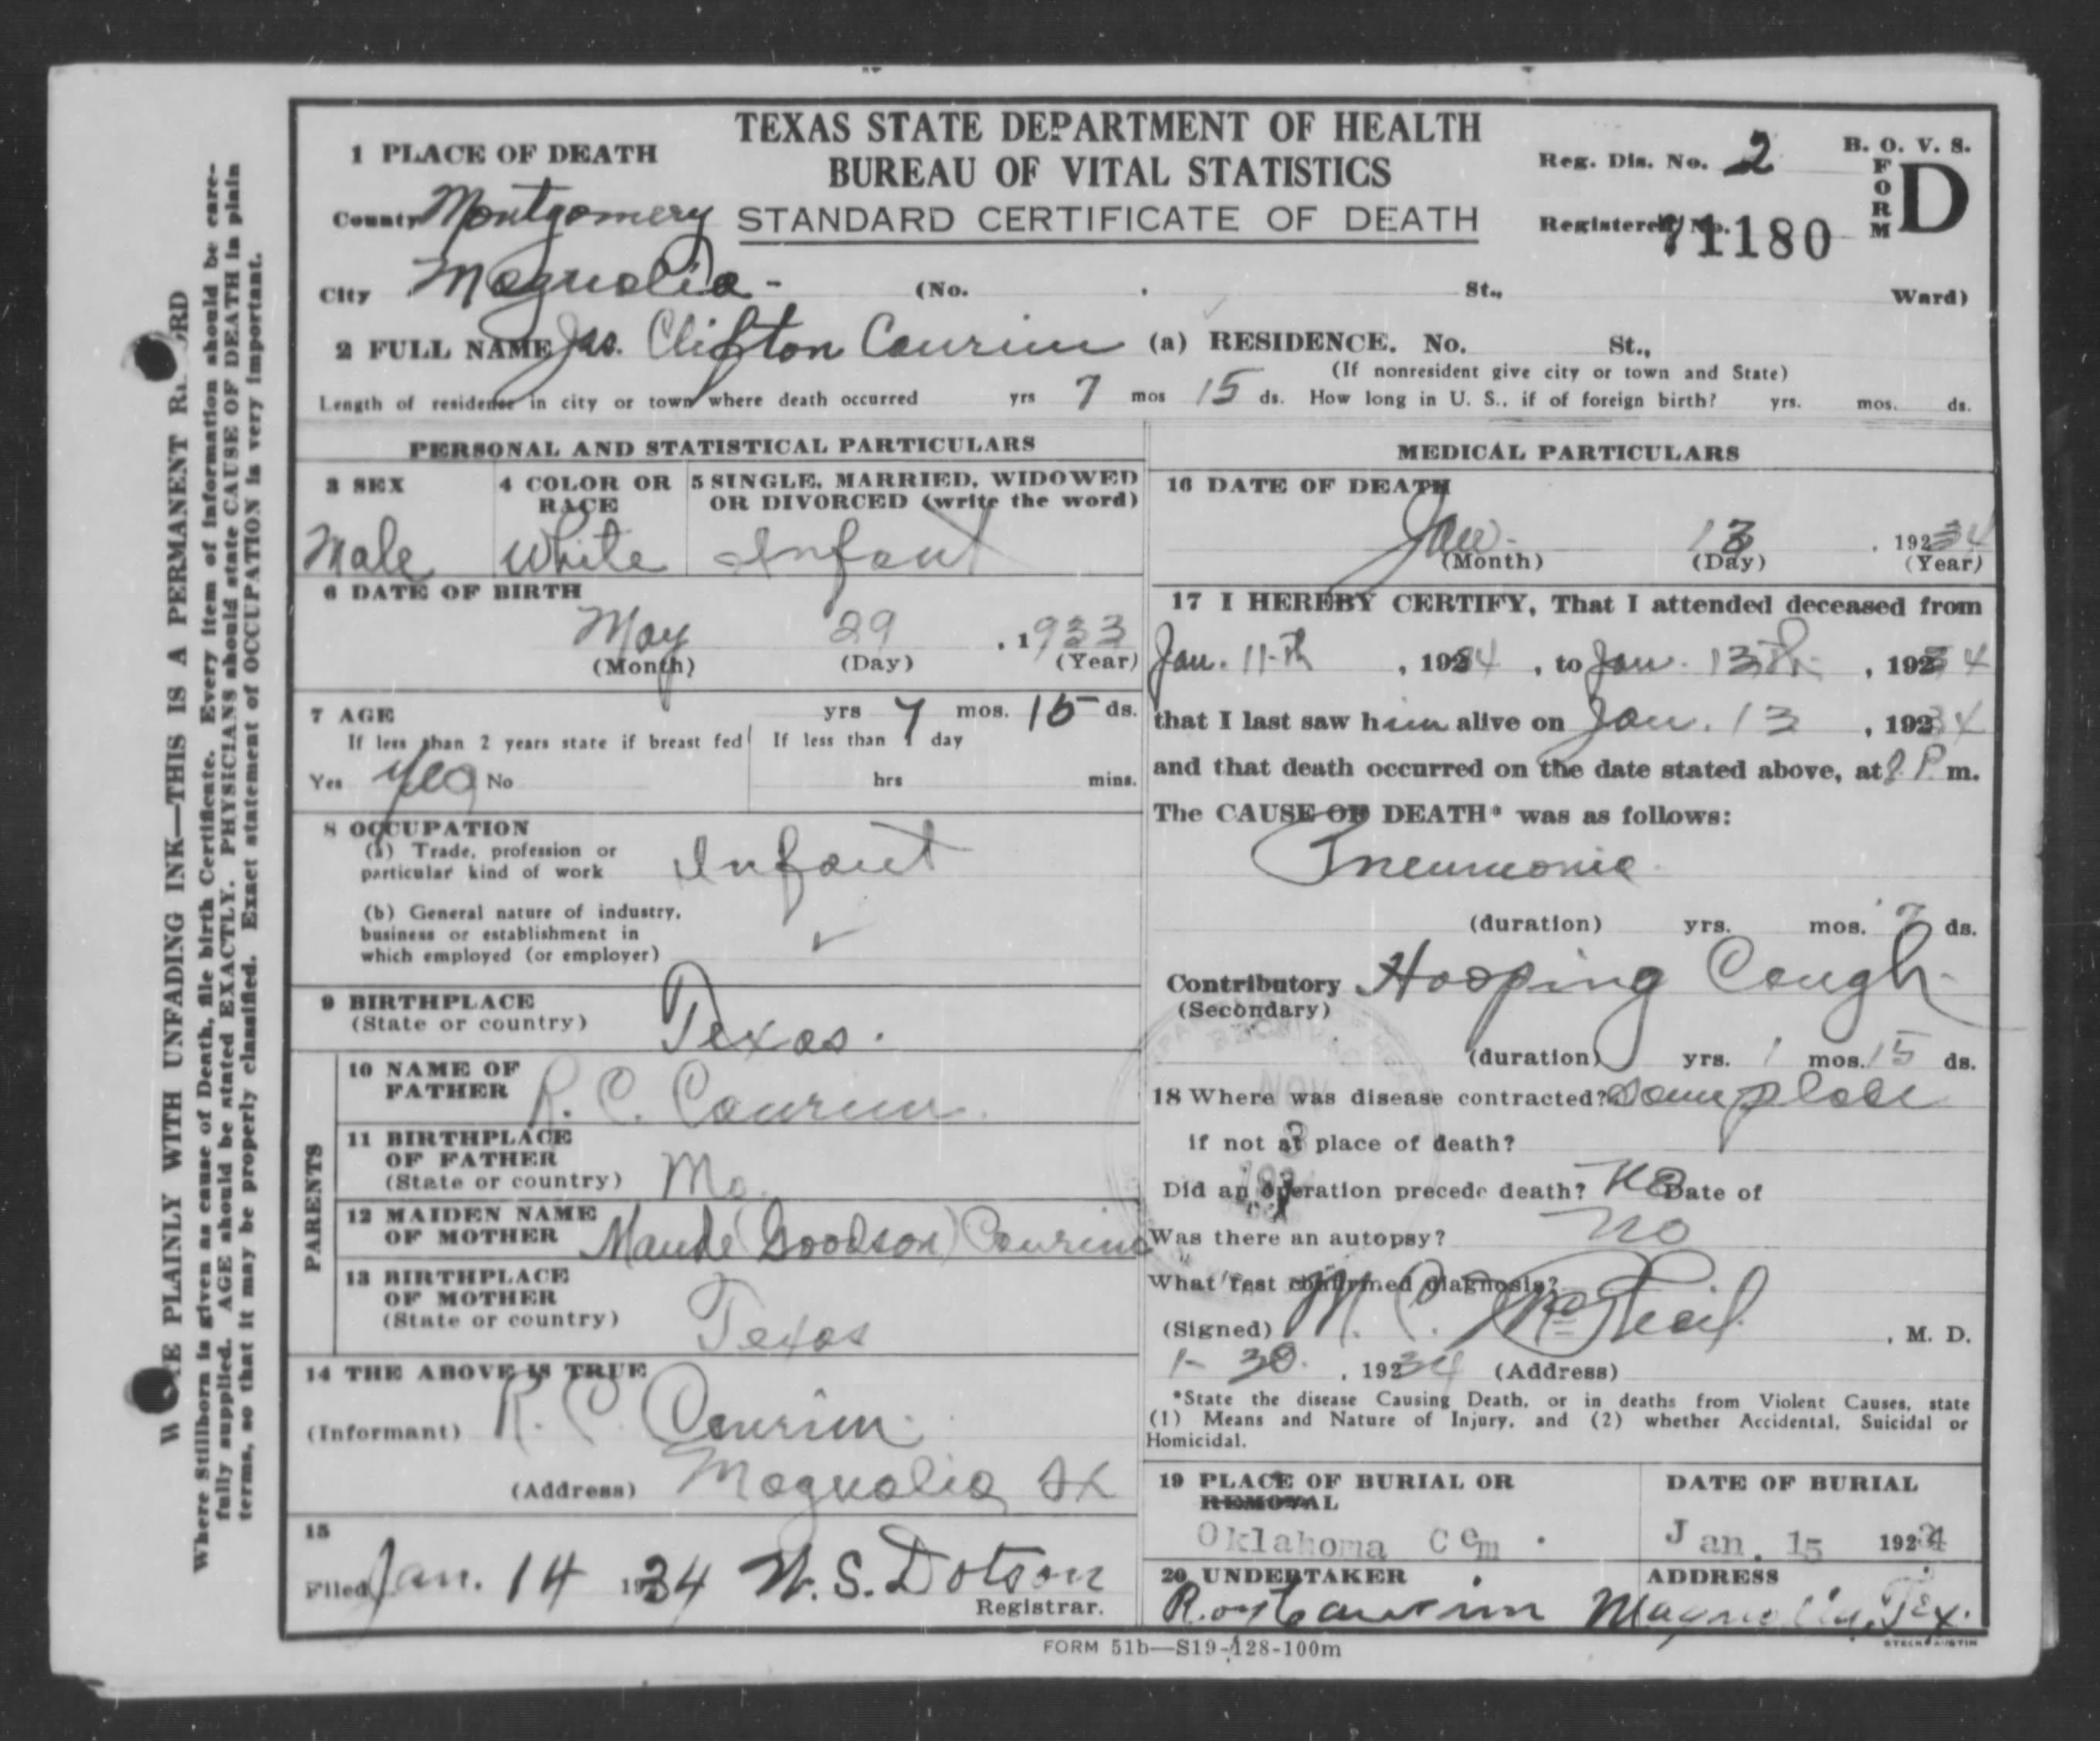 TEXAS STATE DEPARTMENT OF HEALTH
BUREAU OF VITAL STATISTICS
STANDARD CERTIFICATE OF DEATH
Reg. Dis. No. 2
B. O. V. S.
FORM D
Registered No. 71180
1 PLACE OF DEATH
County Montgomery
City Magnolia - (No. St., Ward)
2 FULL NAME Jas. Clifton Caurim (a) RESIDENCE. No. St.,
(If nonresident give city or town and State)
Length of residence in city or town where death occurred yrs 7 mos 15 ds. How long in U. S., if of foreign birth? yrs. mos. ds.
PERSONAL AND STATISTICAL PARTICULARS
3 SEX
Male
4 COLOR OR RACE
White
5 SINGLE, MARRIED, WIDOWED
OR DIVORCED (write the word)
Infant
6 DATE OF BIRTH
May 29, 1933
(Month) (Day) (Year)
7 AGE yrs 7 mos. 15 ds.
If less than 2 years state if breast fed
Yes yes No
If less than 1 day
hrs mins.
8 OCCUPATION
(a) Trade, profession or
particular kind of work Infant
(b) General nature of industry,
business or establishment in
which employed (or employer)
9 BIRTHPLACE
(State or country) Texas.
PARENTS
10 NAME OF
FATHER R. C. Caurim
11 BIRTHPLACE
OF FATHER
(State or country) Mo.
12 MAIDEN NAME
OF MOTHER Maude (Goodson) Caurim
13 BIRTHPLACE
OF MOTHER
(State or country) Texas
14 THE ABOVE IS TRUE
(Informant) R. C. Caurim
(Address) Magnolia, Tx
15
Filed Jan. 14 1934 W. S. Dotson
Registrar.
MEDICAL PARTICULARS
16 DATE OF DEATH
Jan. 13, 19234
(Month) (Day) (Year)
17 I HEREBY CERTIFY, That I attended deceased from
Jan. 11th, 1934, to Jan. 13th, 1934
that I last saw him alive on Jan. 13, 1934
and that death occurred on the date stated above, at 8 P. m.
The CAUSE OF DEATH* was as follows:
Pneumonia
(duration) yrs. mos. ds.
Contributory Hooping Cough
(Secondary)
(duration) yrs. 1 mos. 15 ds.
18 Where was disease contracted? Same place
if not at place of death?
Did an operation precede death? No Date of
Was there an autopsy? no
What test confirmed diagnosis?
(Signed) M. C. McNeil, M. D.
1-30, 1934 (Address)
*State the disease Causing Death, or in deaths from Violent Causes, state
(1) Means and Nature of Injury, and (2) whether Accidental, Suicidal or
Homicidal.
19 PLACE OF BURIAL OR
REMOVAL
Oklahoma Cem.
DATE OF BURIAL
Jan. 15 1934
20 UNDERTAKER
Roy Caurim
ADDRESS
Magnolia, Tex.
STECK AUSTIN
FORM 51b—S19-428-100m
WRITE PLAINLY WITH UNFADING INK—THIS IS A PERMANENT RECORD
Where Stillborn is given as cause of Death, file birth Certificate. Every item of information should be care-
fully supplied. AGE should be stated EXACTLY. PHYSICIANS should state CAUSE OF DEATH in plain
terms, so that it may be properly classified. Exact statement of OCCUPATION is very important.